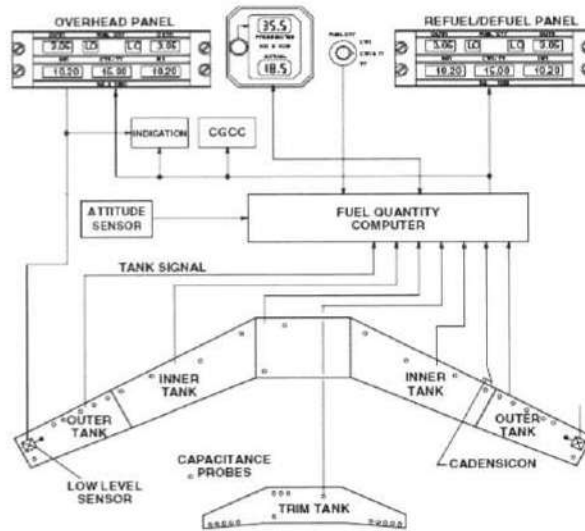 OVERHEAD PANEL
REFUEL/DEFUEL PANEL
3.05 LO LO 3.05
10.20 15.00 10.20
35.5
18.5
FUEL QTY
3.05 LO LO 3.05
10.20 15.00 10.20
INDICATION
CGCC
ATTITUDE
SENSOR
FUEL QUANTITY
COMPUTER
TANK SIGNAL
INNER
TANK
INNER
TANK
OUTER
TANK
OUTER
TANK
CAPACITANCE
PROBES
CADENSICON
LOW LEVEL
SENSOR
TRIM TANK